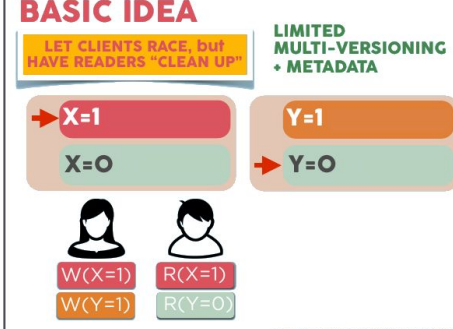 BASIC IDEA
LET CLIENTS RACE, but
HAVE READERS "CLEAN UP"
LIMITED
MULTI-VERSIONING
+ METADATA
X=1
X=0
Y=1
Y=0
W(X=1)
R(X=1)
W(Y=1)
R(Y=0)